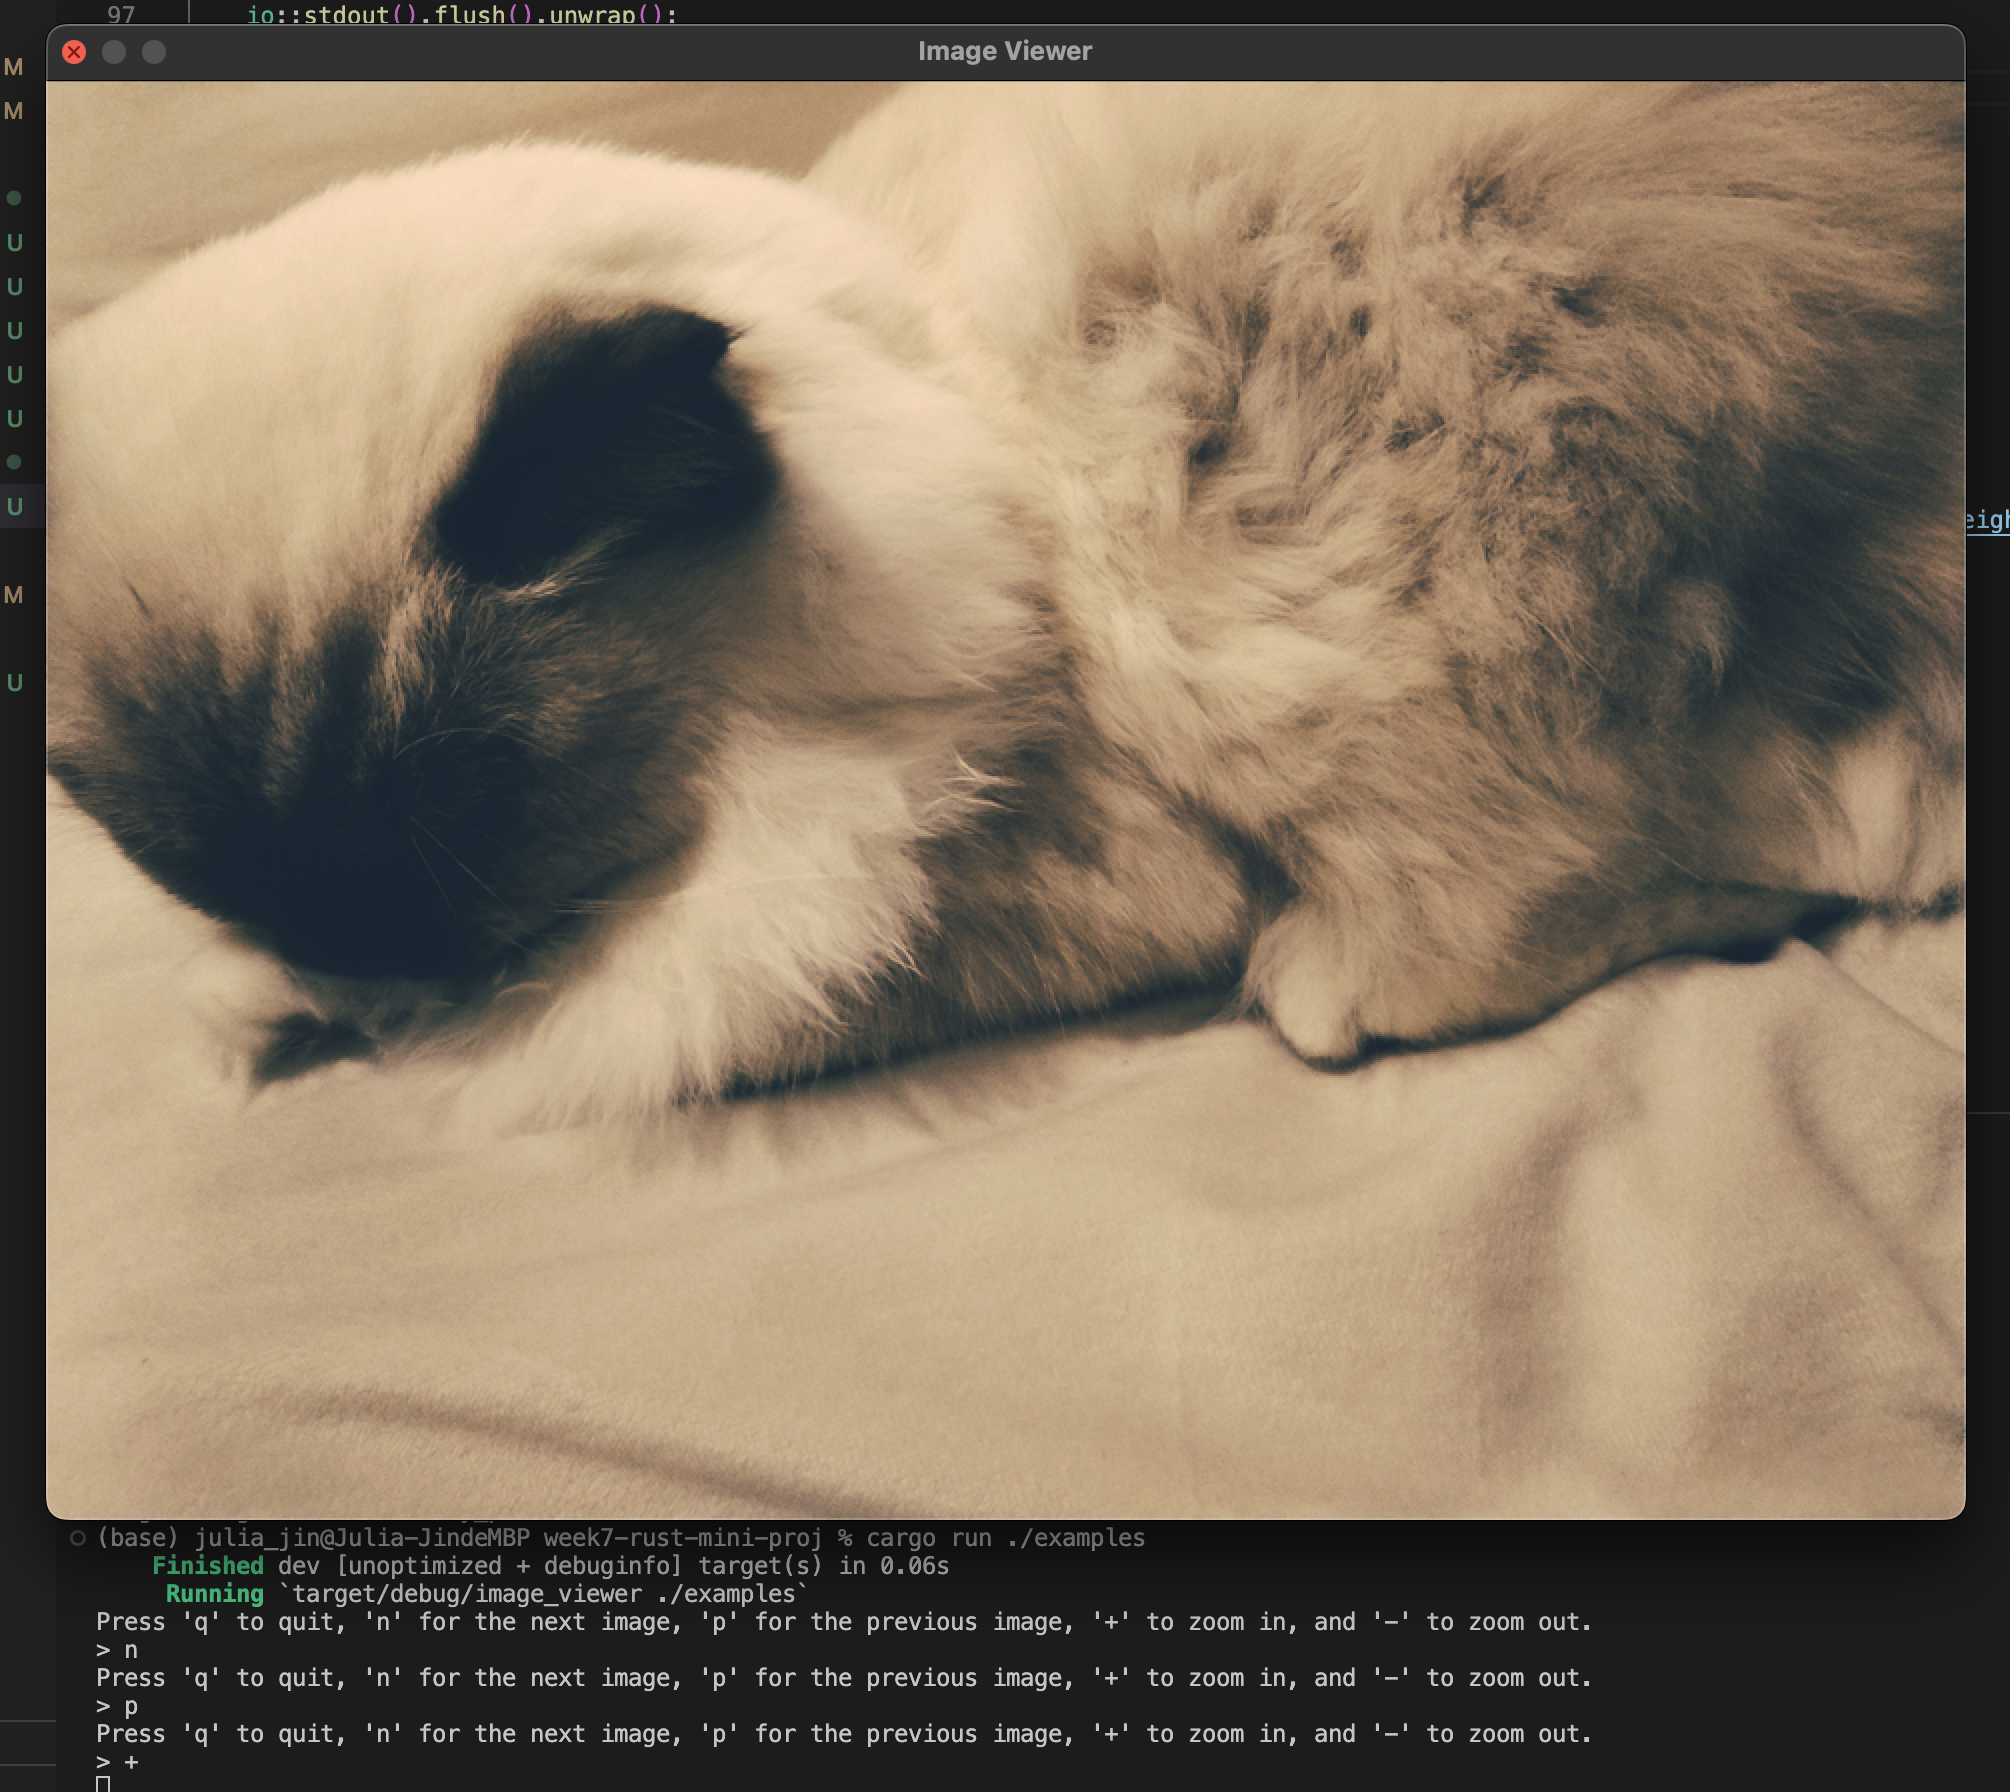 97 io::stdout().flush().unwrap();
Image Viewer
M
M
U
U
U
U
U
U
M
U
(base) julia_jin@Julia-JindeMBP week7-rust-mini-proj % cargo run ./examples
Finished dev [unoptimized + debuginfo] target(s) in 0.06s
Running `target/debug/image_viewer ./examples`
Press 'q' to quit, 'n' for the next image, 'p' for the previous image, '+' to zoom in, and '-' to zoom out.
> n
Press 'q' to quit, 'n' for the next image, 'p' for the previous image, '+' to zoom in, and '-' to zoom out.
> p
Press 'q' to quit, 'n' for the next image, 'p' for the previous image, '+' to zoom in, and '-' to zoom out.
> +